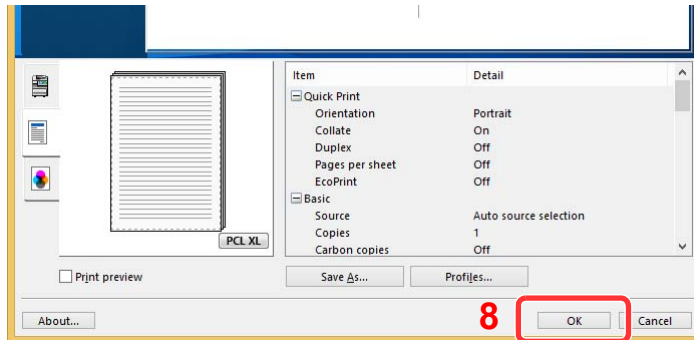 Item Detail
Quick Print
Orientation Portrait
Collate On
Duplex Off
Pages per sheet Off
EcoPrint Off
Basic
Source Auto source selection
Copies 1
Carbon copies Off
PCL XL
Print preview Save As... Profiles...
About... 8 OK Cancel